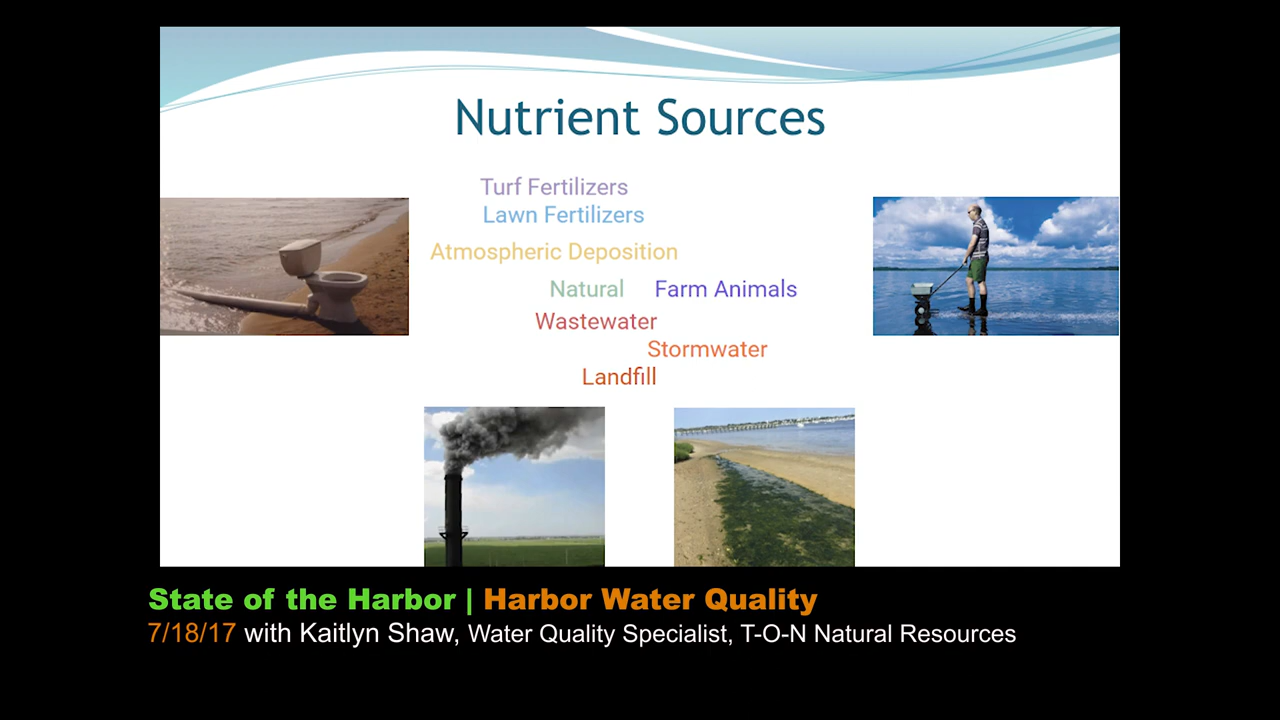 Nutrient Sources
Turf Fertilizers
Lawn Fertilizers
Atmospheric Deposition
Natural Farm Animals
Wastewater
Stormwater
Landfill
State of the Harbor | Harbor Water Quality
7/18/17 with Kaitlyn Shaw, Water Quality Specialist, T-O-N Natural Resources